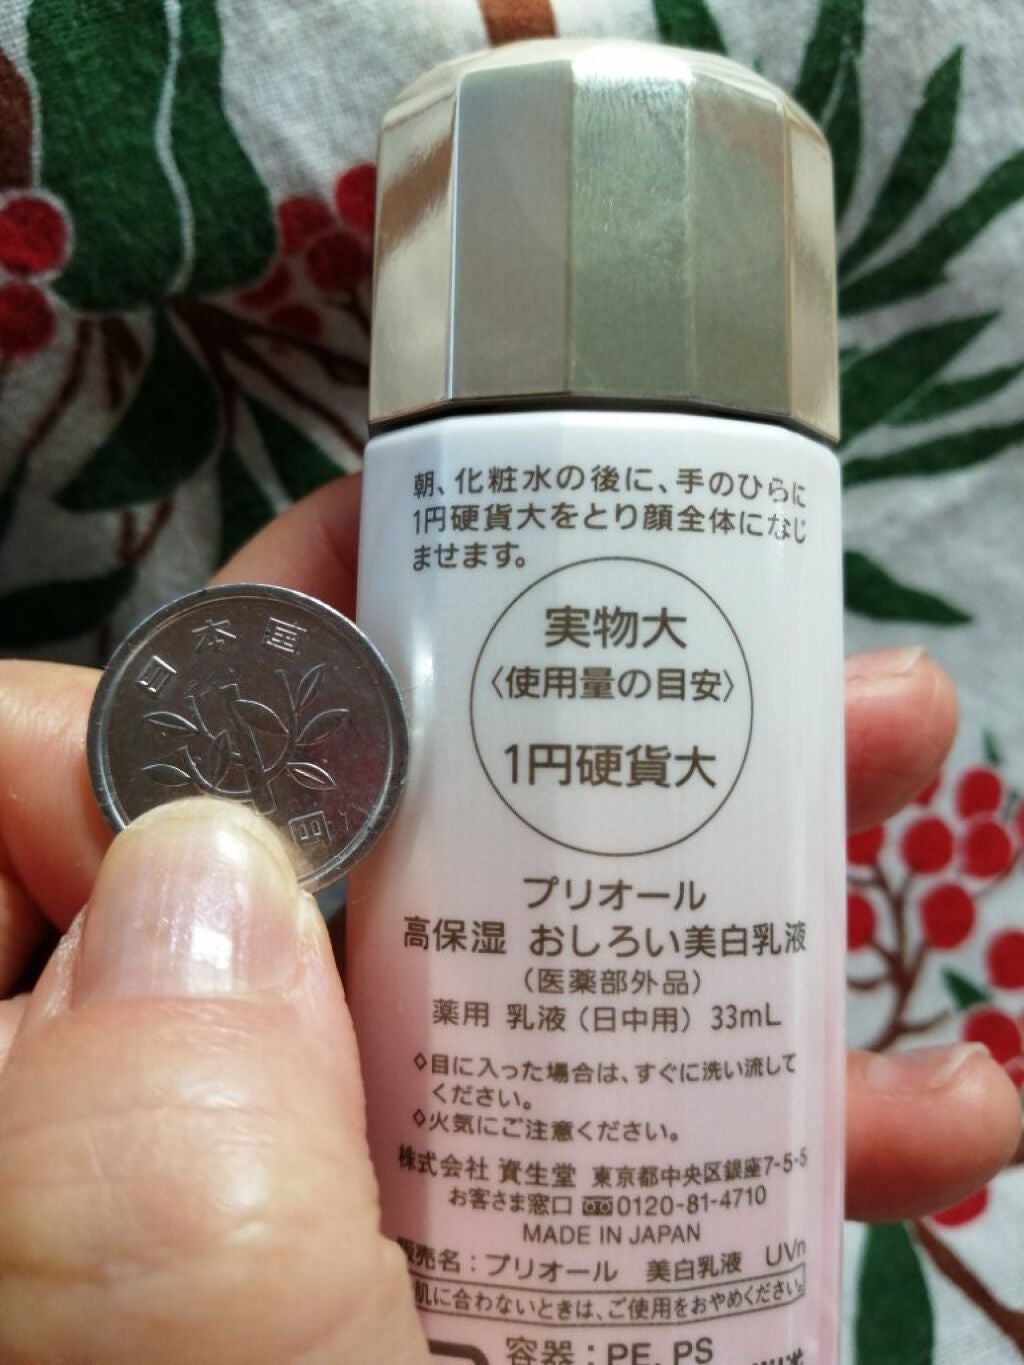 日本国
朝、化粧水の後に、手のひらに
1円硬貨大をとり顔全体になじ
ませます。
実物大
〈使用量の目安〉
1円硬貨大
プリオール
高保湿 おしろい美白乳液
（医薬部外品）
薬用 乳液（日中用） 33mL
◇目に入った場合は、すぐに洗い流して
ください。
◇火気にご注意ください。
株式会社 資生堂 東京都中央区銀座7-5-5
お客さま窓口 0120-81-4710
MADE IN JAPAN
販売名：プリオール 美白乳液 UVn
肌に合わないときは、ご使用をおやめください。
容器：PE, PS